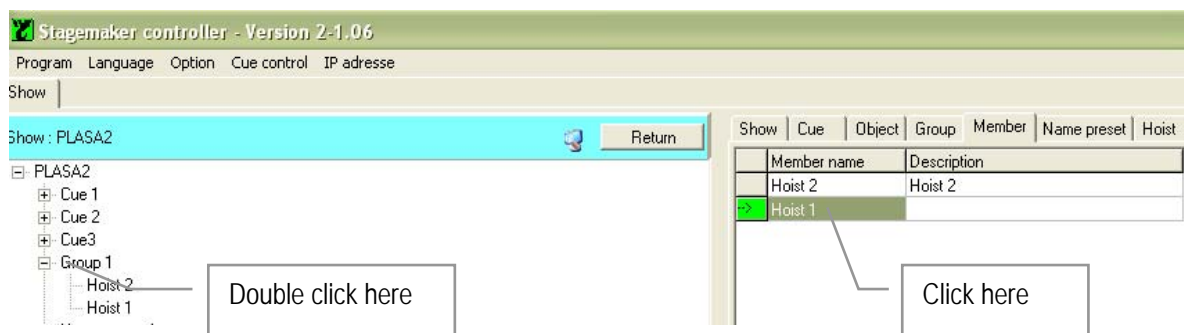 Stagemaker controller - Version 2-1.06
Program Language Option Cue control IP adresse
Show
Show : PLASA2
Return
PLASA2
Cue 1
Cue 2
Cue3
Group 1
Hoist 2
Hoist 1
Double click here
Show Cue Object Group Member Name preset Hoist
Member name Description
Hoist 2 Hoist 2
--> Hoist 1
Click here